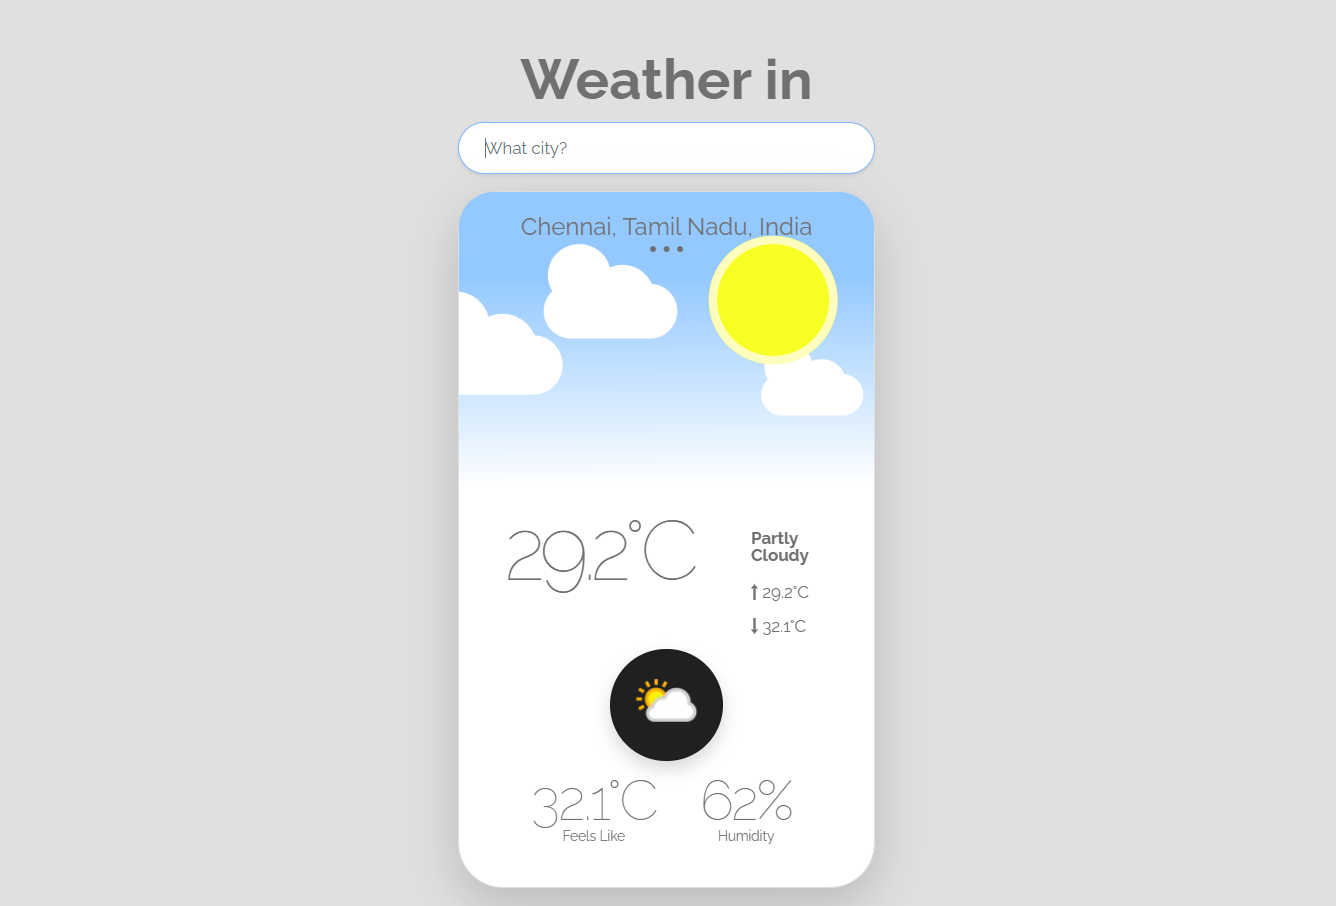 Weather in
What city?
Chennai, Tamil Nadu, India
• • •
29.2°C
Partly
Cloudy
⬆ 29.2°C
⬇ 32.1°C
32.1°C
Feels Like
62%
Humidity